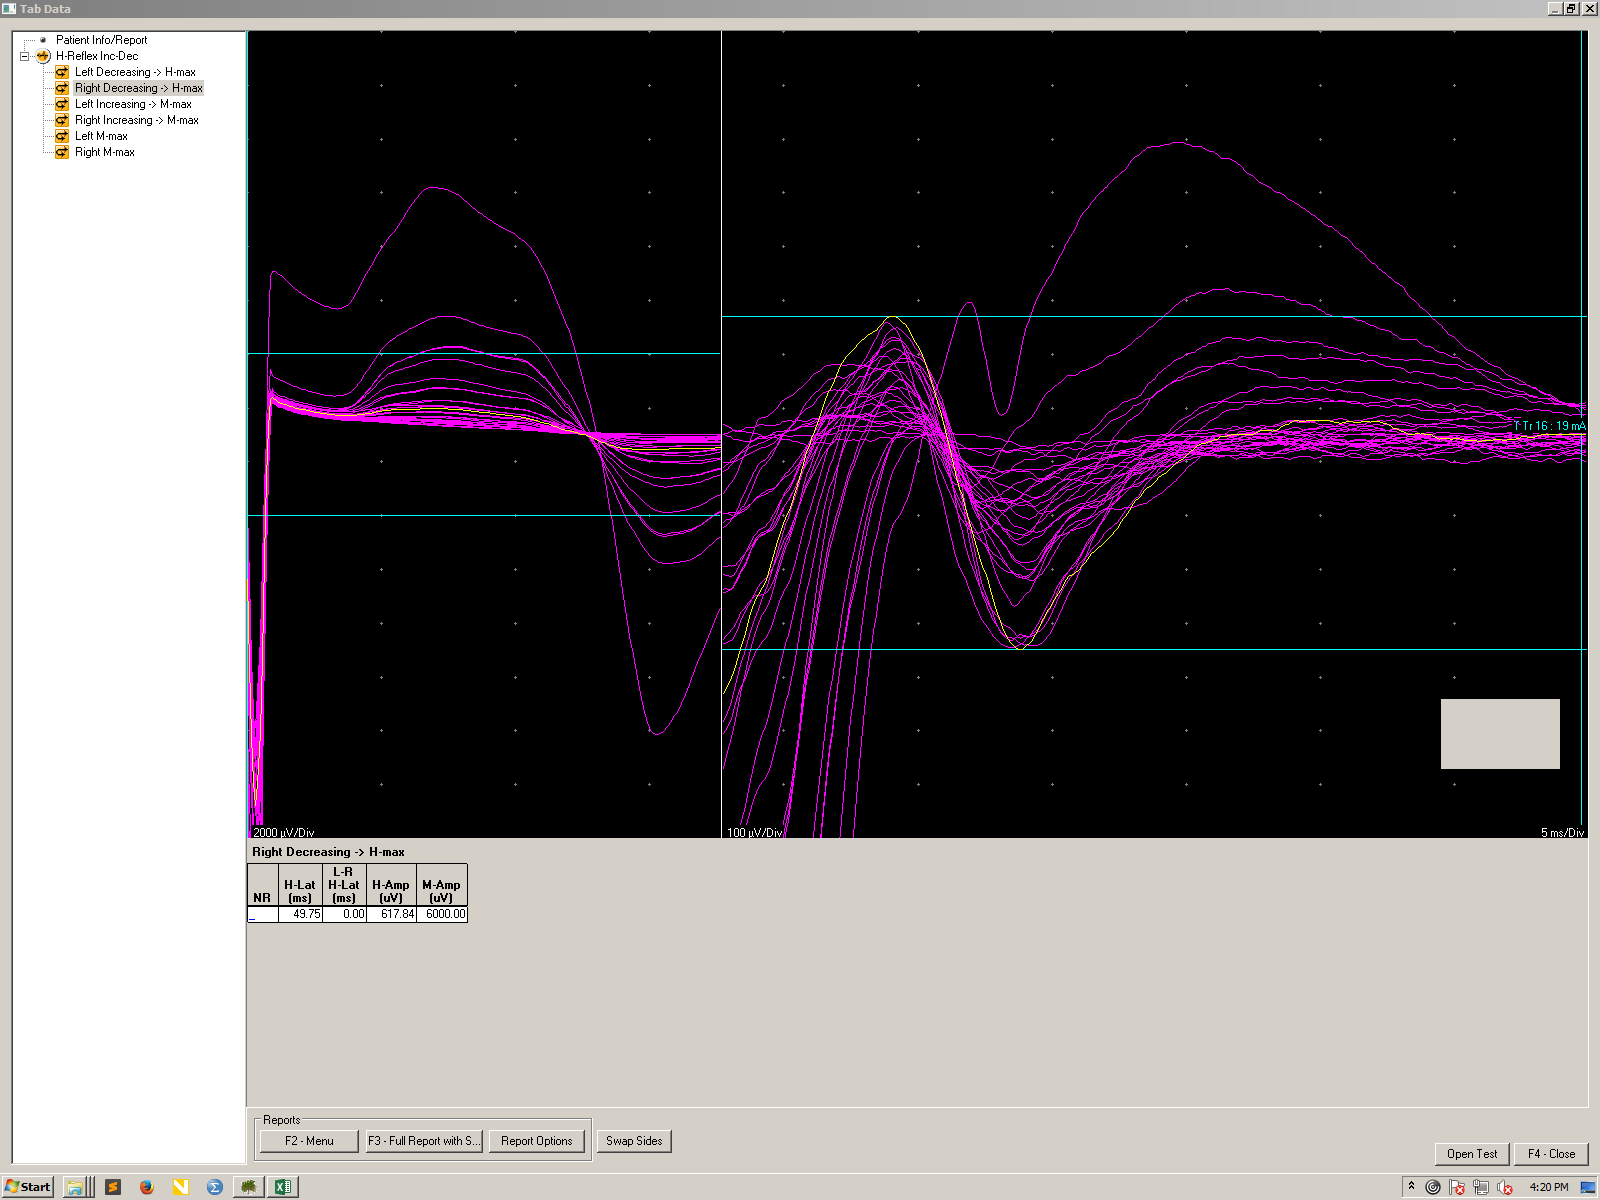 Tab Data
Patient Info/Report
H-Reflex Inc-Dec
Left Decreasing -> H-max
Right Decreasing -> H-max
Left Increasing -> M-max
Right Increasing -> M-max
Left M-max
Right M-max
T Tr 16 : 19 mA
2000 µV/Div
100 µV/Div
5 ms/Div
Right Decreasing -> H-max
NR H-Lat (ms) L-R H-Lat (ms) H-Amp (uV) M-Amp (uV)
_ 49.75 0.00 617.84 6000.00
Reports
F2 - Menu F3 - Full Report with S... Report Options Swap Sides
Open Test F4 - Close
Start 4:20 PM